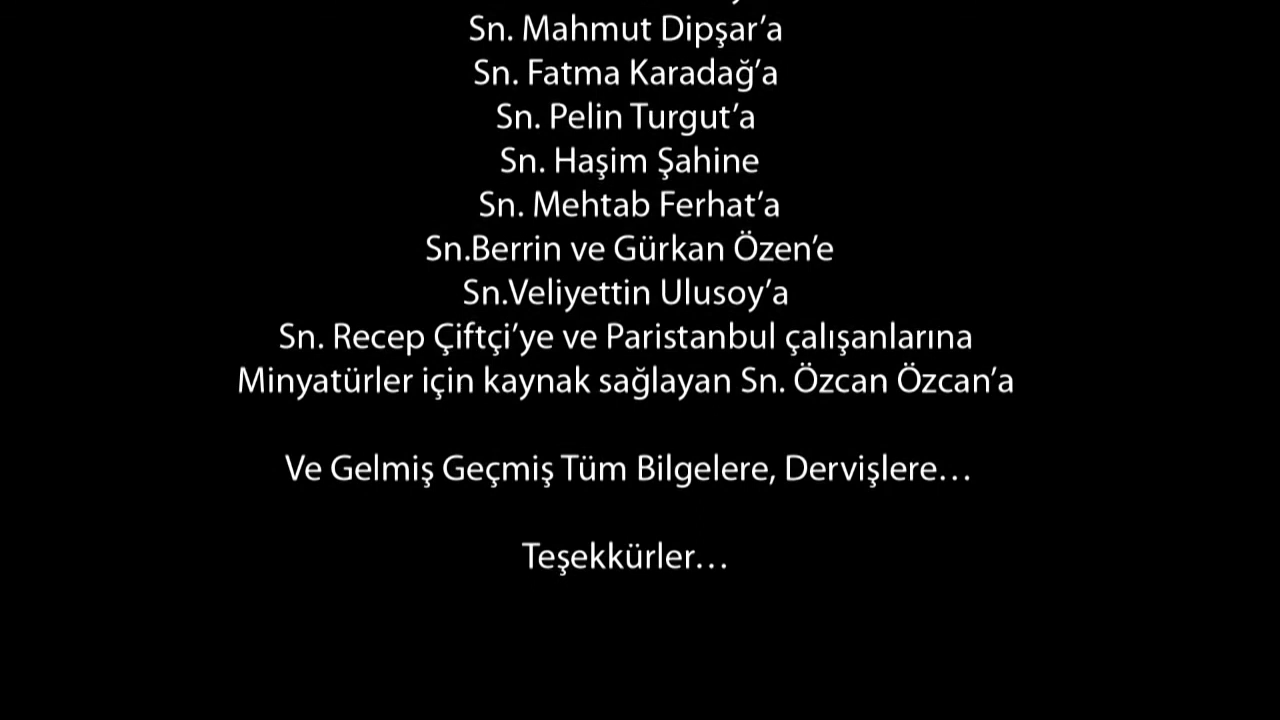 Sn. Mahmut Dipşar’a
Sn. Fatma Karadağ’a
Sn. Pelin Turgut’a
Sn. Haşim Şahine
Sn. Mehtab Ferhat’a
Sn.Berrin ve Gürkan Özen’e
Sn.Veliyettin Ulusoy’a
Sn. Recep Çiftçi’ye ve Paristanbul çalışanlarına
Minyatürler için kaynak sağlayan Sn. Özcan Özcan’a
Ve Gelmiş Geçmiş Tüm Bilgelere, Dervişlere…
Teşekkürler…